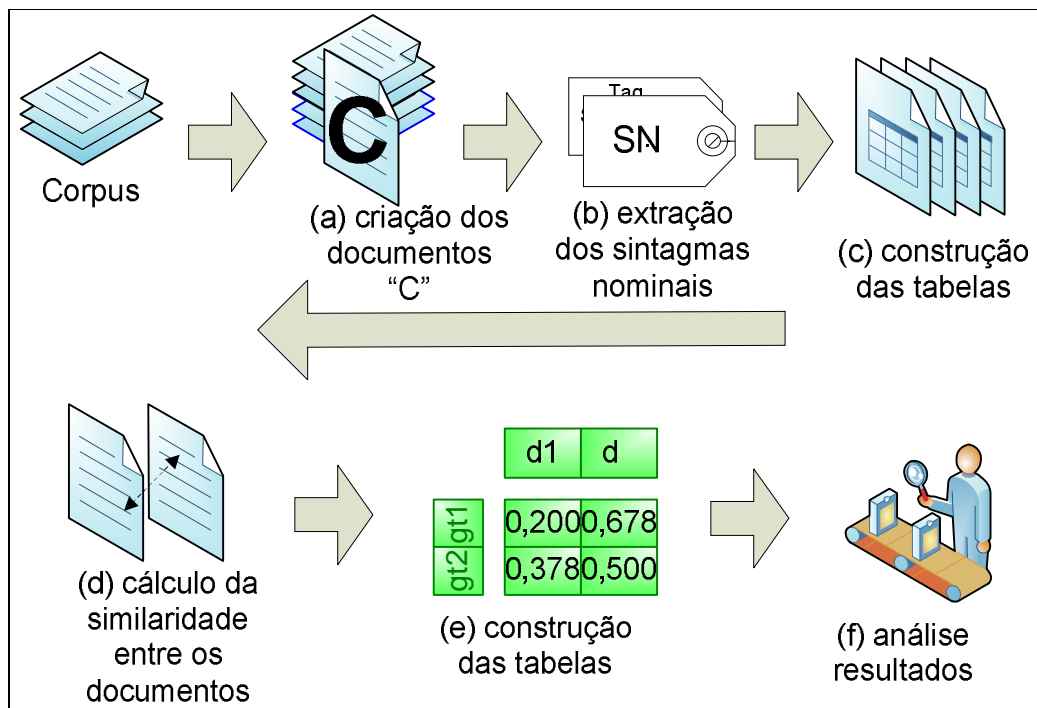 Corpus
C
(a) criação dos
documentos
“C”
Tag
SN
(b) extração
dos sintagmas
nominais
(c) construção
das tabelas
(d) cálculo da
similaridade
entre os
documentos
d1 d
gt1 0,200 0,678
gt2 0,378 0,500
(e) construção
das tabelas
(f) análise
resultados